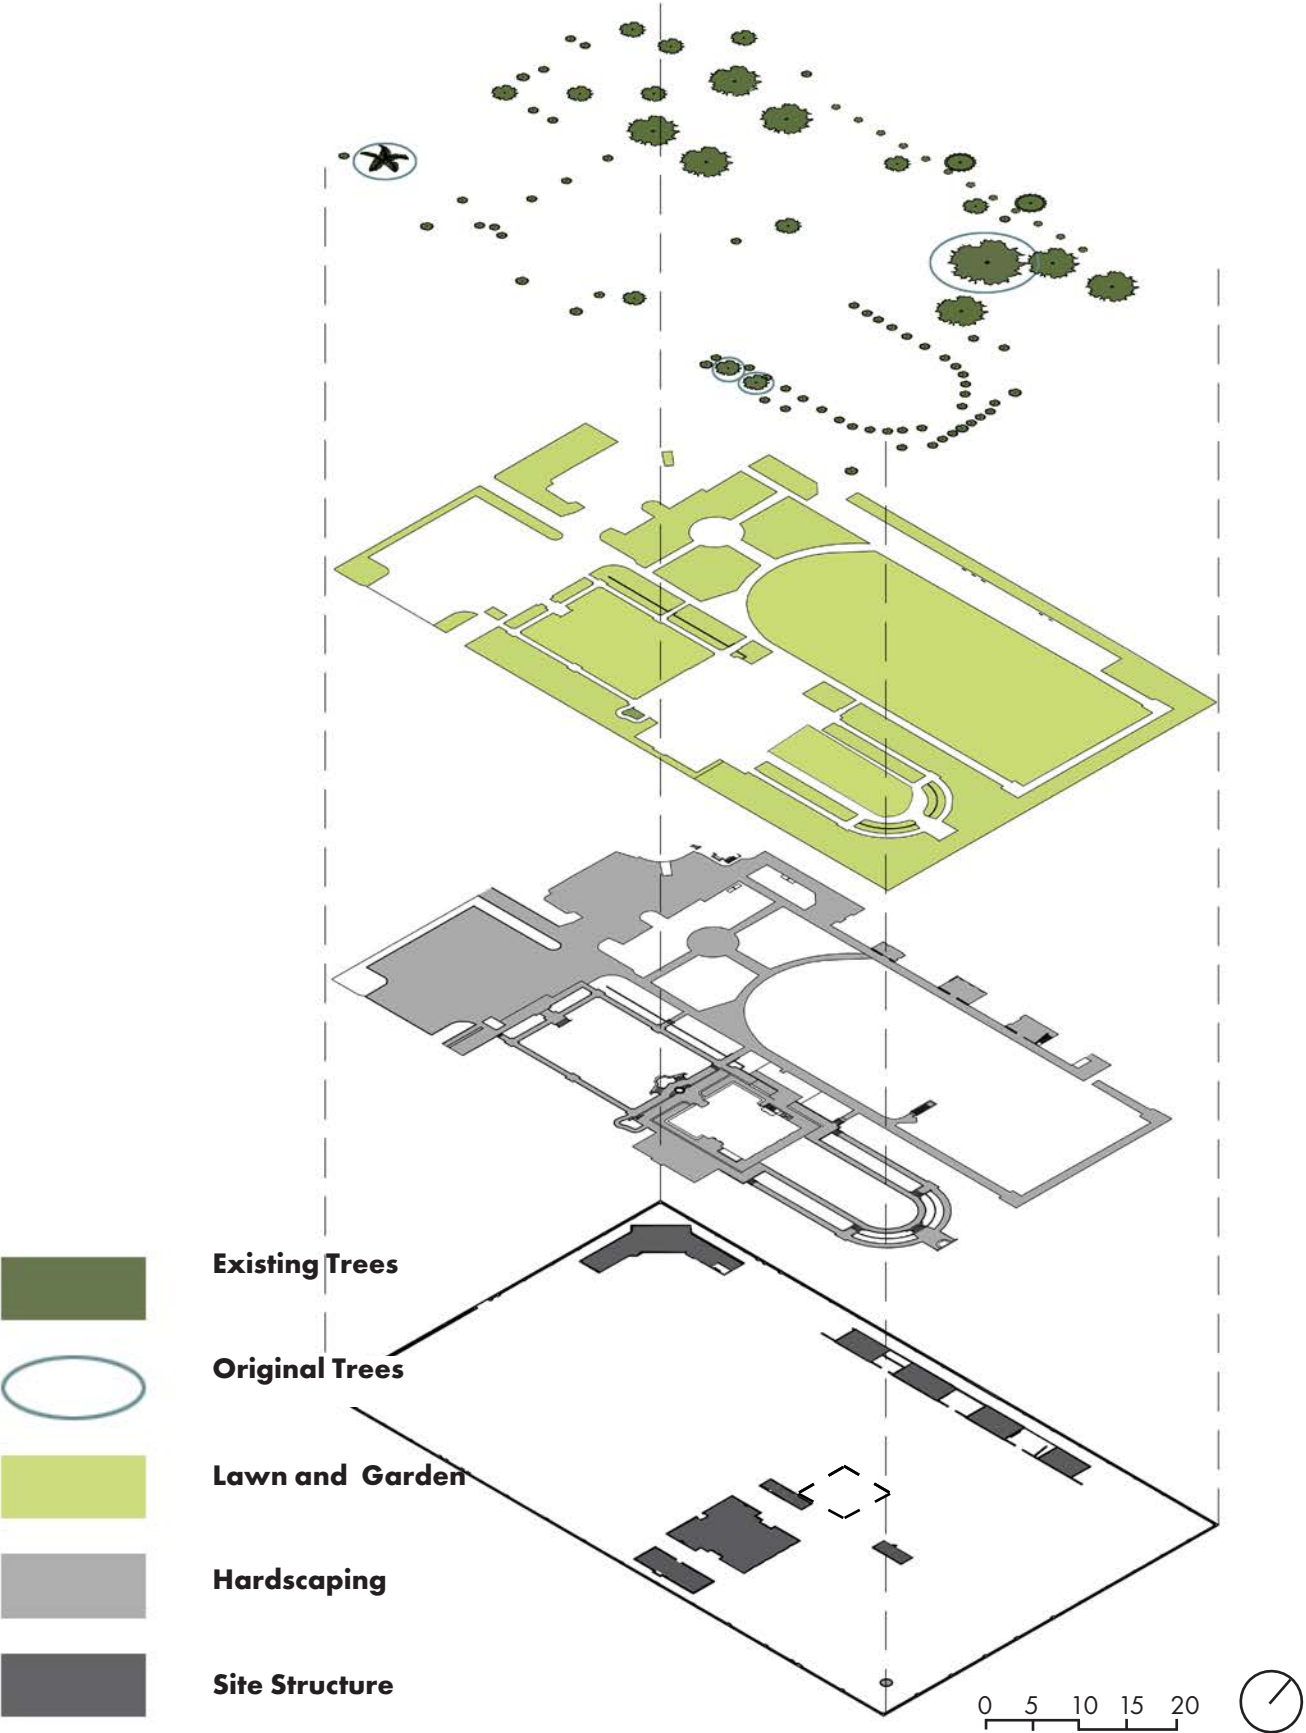 Existing Trees
Original Trees
Lawn and Garden
Hardscaping
Site Structure
0 5 10 15 20